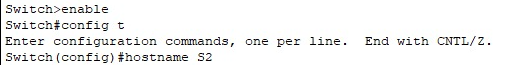 Switch>enable
Switch#config t
Enter configuration commands, one per line.  End with CNTL/Z.
Switch(config)#hostname S2